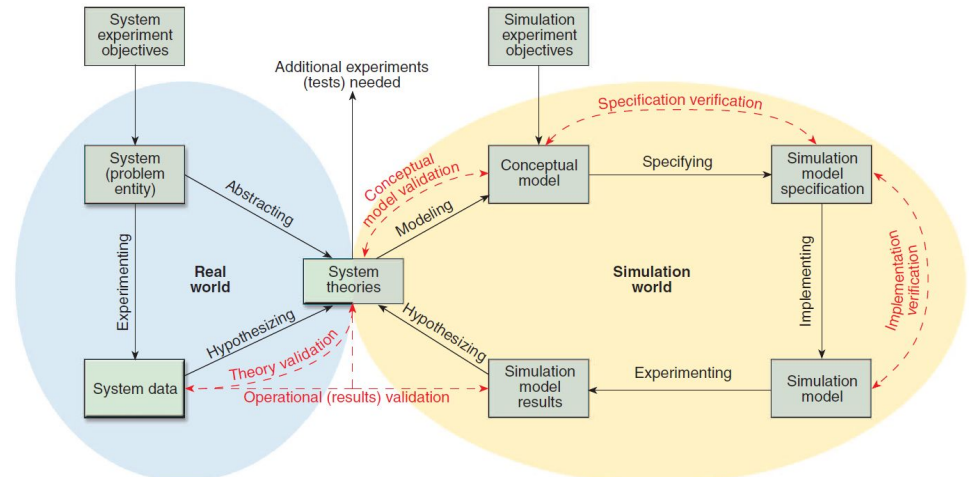 System
experiment
objectives
Simulation
experiment
objectives
Additional experiments
(tests) needed
Specification verification
System
(problem
entity)
Conceptual
model validation
Conceptual
model
Specifying
Simulation
model
specification
Abstracting
Modeling
Experimenting
Real
world
System
theories
Simulation
world
Implementing
Implementation
verification
Hypothesizing
Hypothesizing
Theory validation
System data
Operational (results) validation
Simulation
model
results
Experimenting
Simulation
model